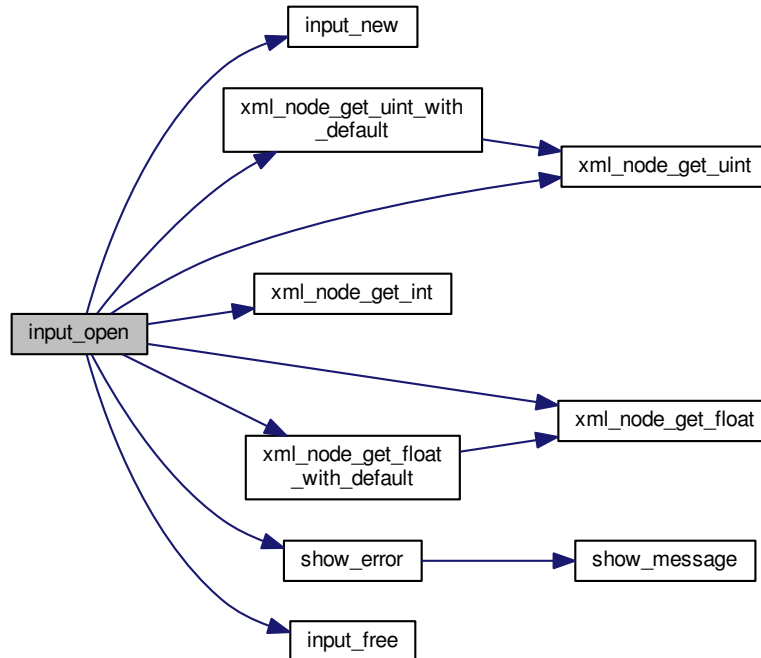 input_new
xml_node_get_uint_with
_default
xml_node_get_uint
xml_node_get_int
input_open
xml_node_get_float
xml_node_get_float
_with_default
show_error
show_message
input_free